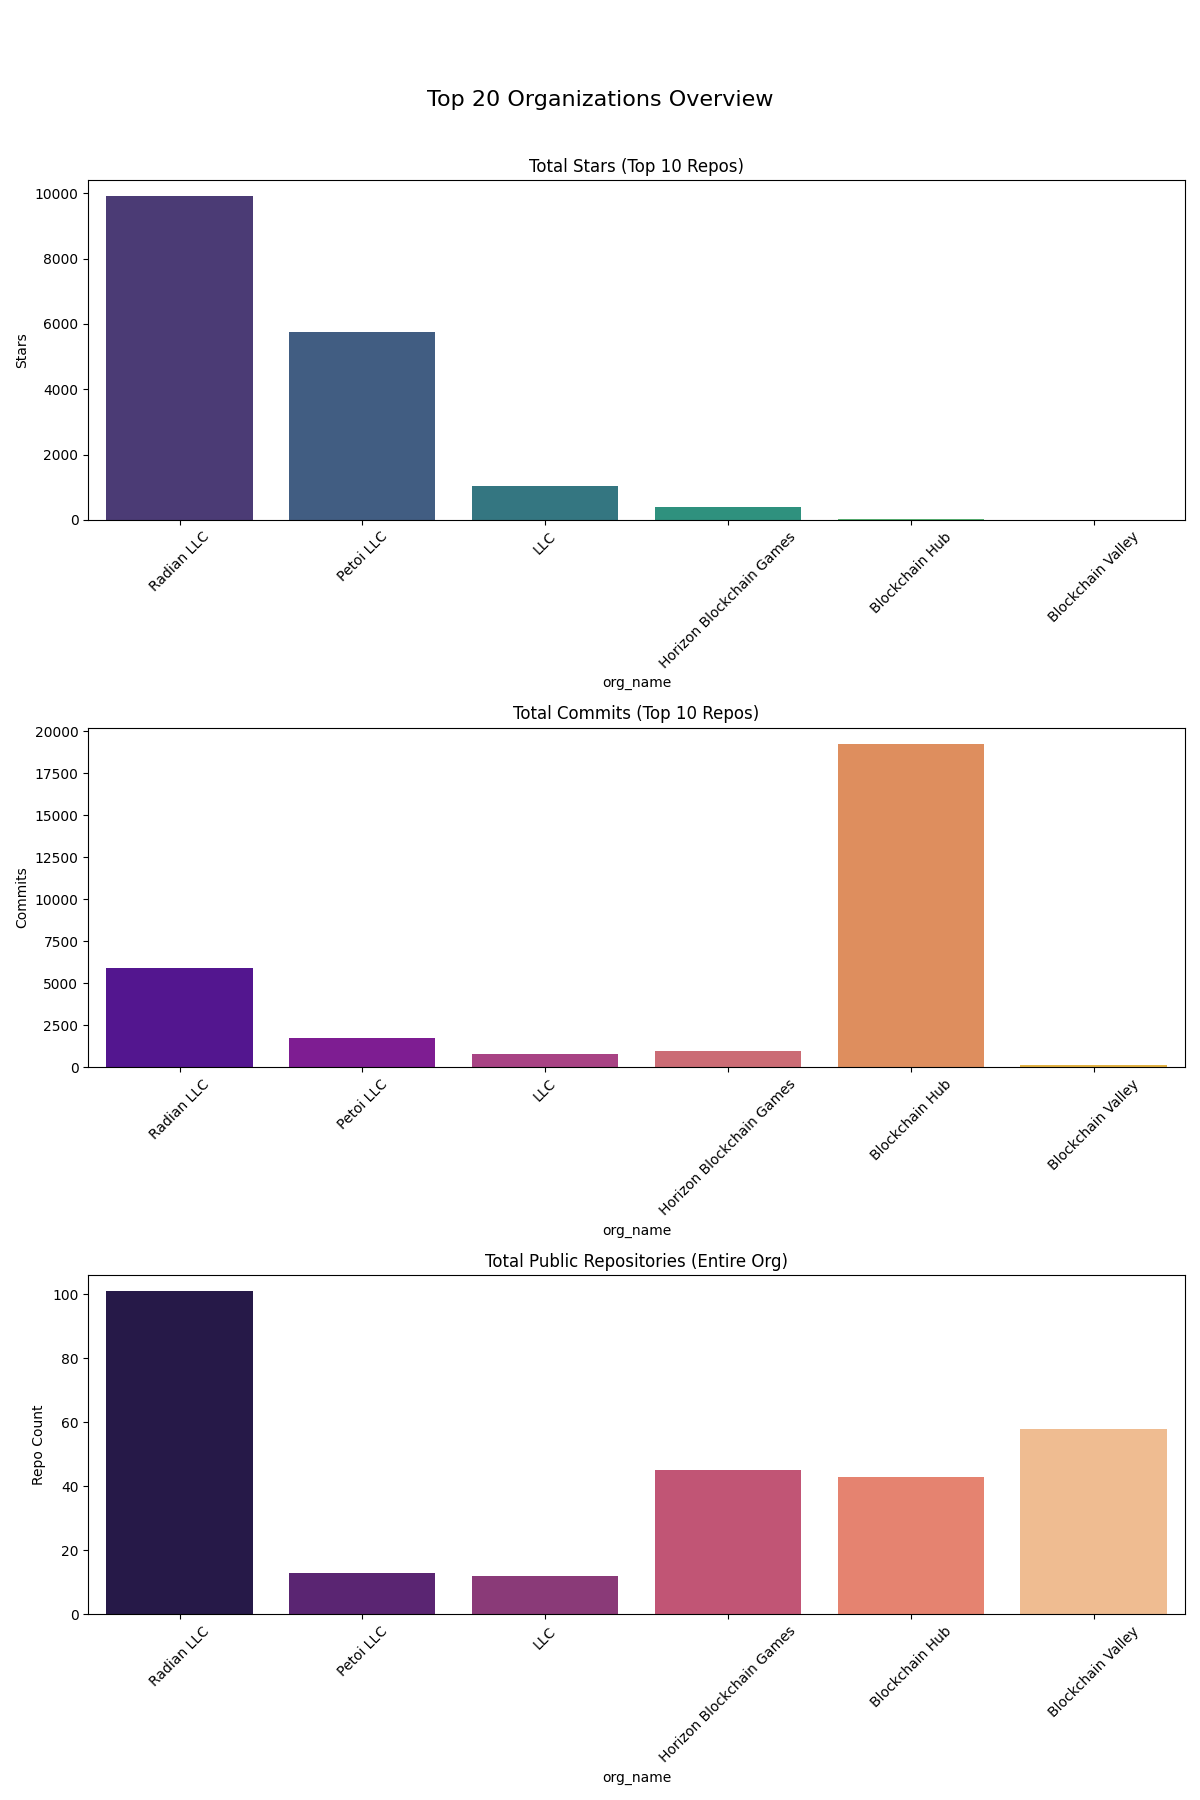 Top 20 Organizations Overview
Total Stars (Top 10 Repos)
10000
8000
6000
4000
2000
0
Stars
Radian LLC
Petoi LLC
LLC
Horizon Blockchain Games
Blockchain Hub
Blockchain Valley
org_name
Total Commits (Top 10 Repos)
20000
17500
15000
12500
10000
7500
5000
2500
0
Commits
Radian LLC
Petoi LLC
LLC
Horizon Blockchain Games
Blockchain Hub
Blockchain Valley
org_name
Total Public Repositories (Entire Org)
100
80
60
40
20
0
Repo Count
Radian LLC
Petoi LLC
LLC
Horizon Blockchain Games
Blockchain Hub
Blockchain Valley
org_name